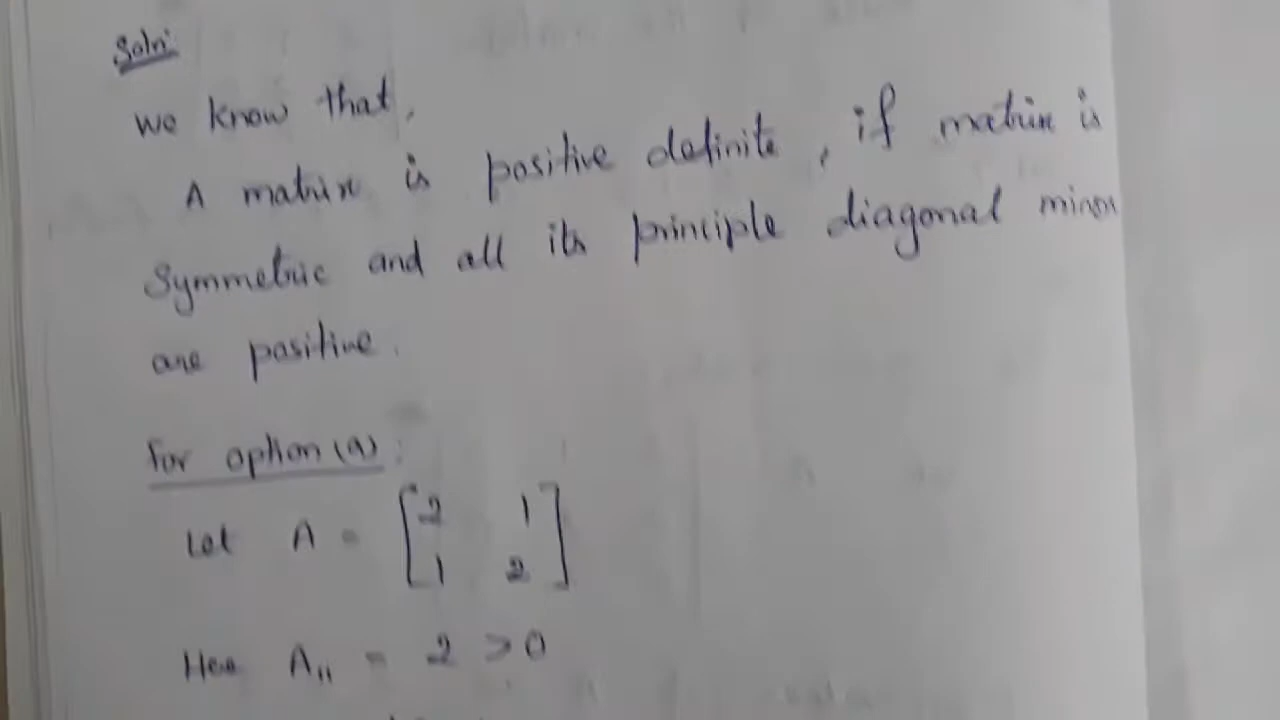 Soln:
we know that,
A matrix is positive definite, if matrix is
symmetric and all its principle diagonal minors
are positive.
for option (a):
Let A = [2 1
1 2]
Here A11 = 2 > 0